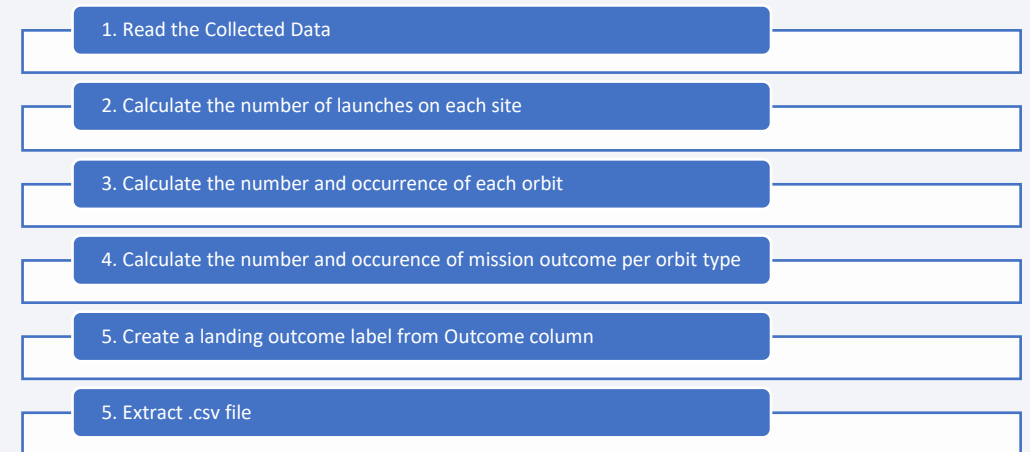 1. Read the Collected Data
2. Calculate the number of launches on each site
3. Calculate the number and occurrence of each orbit
4. Calculate the number and occurence of mission outcome per orbit type
5. Create a landing outcome label from Outcome column
5. Extract .csv file